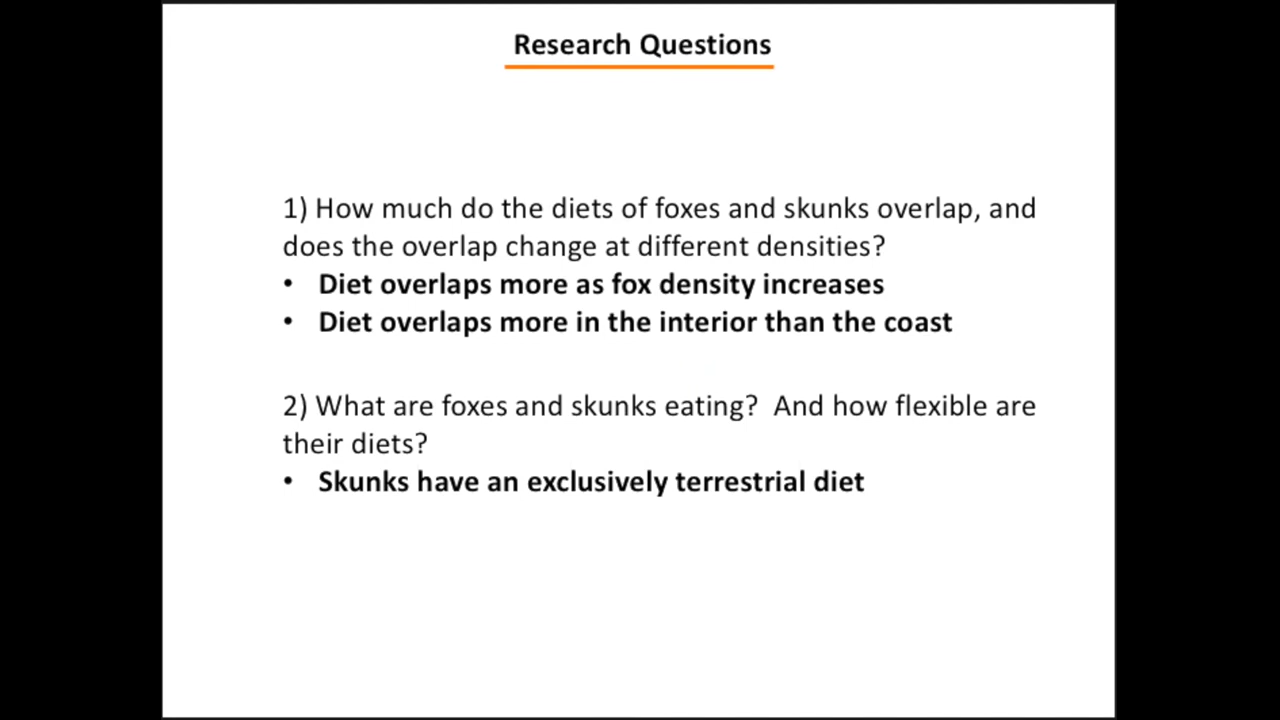 Research Questions
1) How much do the diets of foxes and skunks overlap, and
does the overlap change at different densities?
• Diet overlaps more as fox density increases
• Diet overlaps more in the interior than the coast
2) What are foxes and skunks eating?  And how flexible are
their diets?
• Skunks have an exclusively terrestrial diet